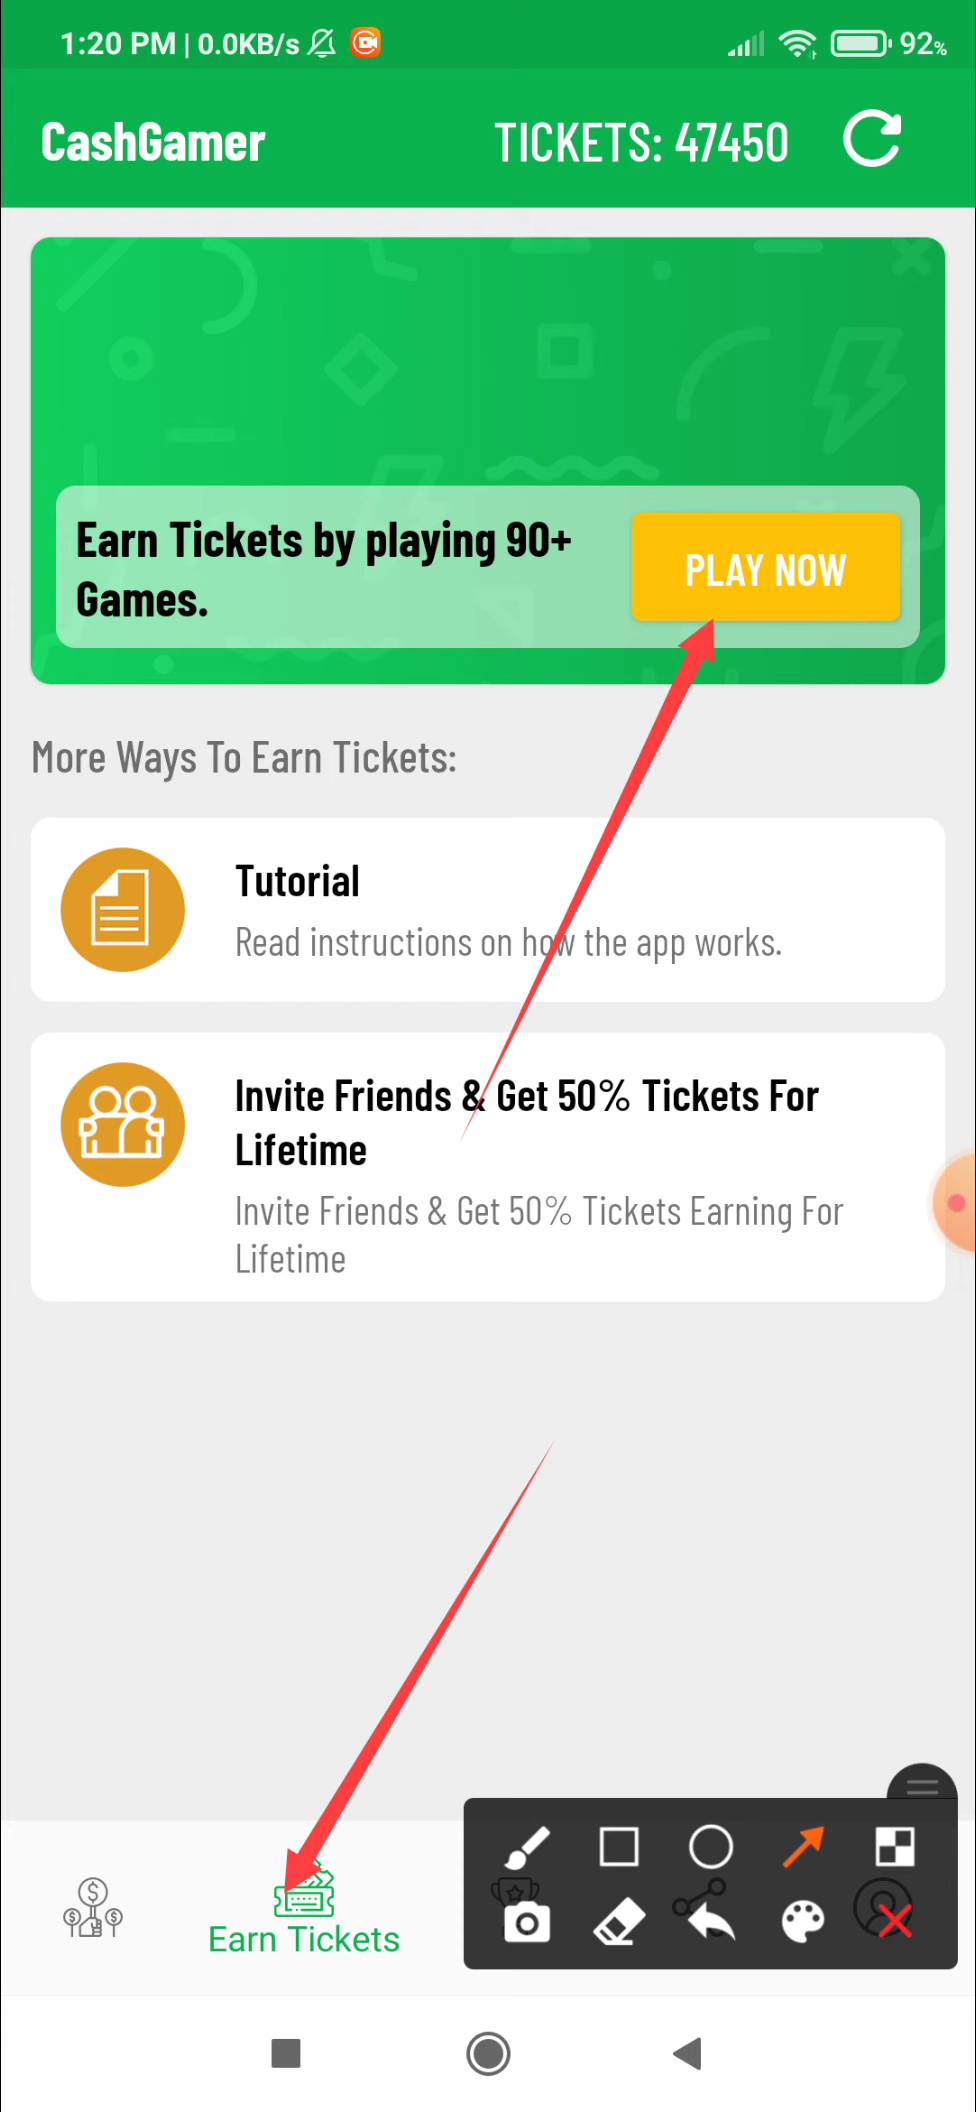 1:20 PM | 0.0KB/s 92%
CashGamer TICKETS: 47450
Earn Tickets by playing 90+
Games.
PLAY NOW
More Ways To Earn Tickets:
Tutorial
Read instructions on how the app works.
Invite Friends & Get 50% Tickets For
Lifetime
Invite Friends & Get 50% Tickets Earning For
Lifetime
Earn Tickets